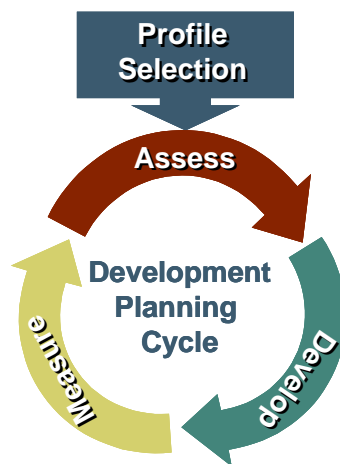 Profile
Selection
Assess
Development
Planning
Cycle
Develop
Measure